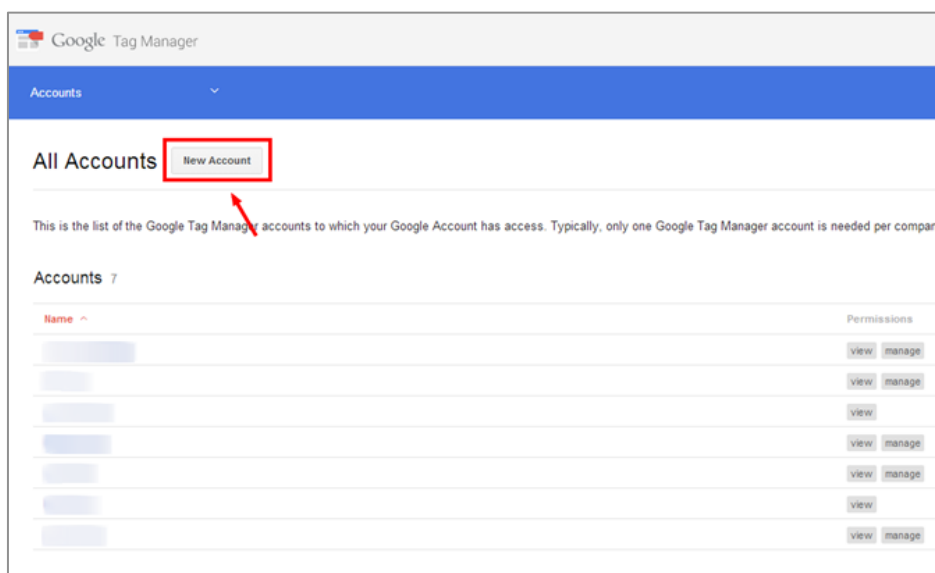 Google Tag Manager
Accounts
All Accounts New Account
This is the list of the Google Tag Manager accounts to which your Google Account has access. Typically, only one Google Tag Manager account is needed per compar
Accounts 7
Name Permissions
view manage
view manage
view
view manage
view manage
view
view manage